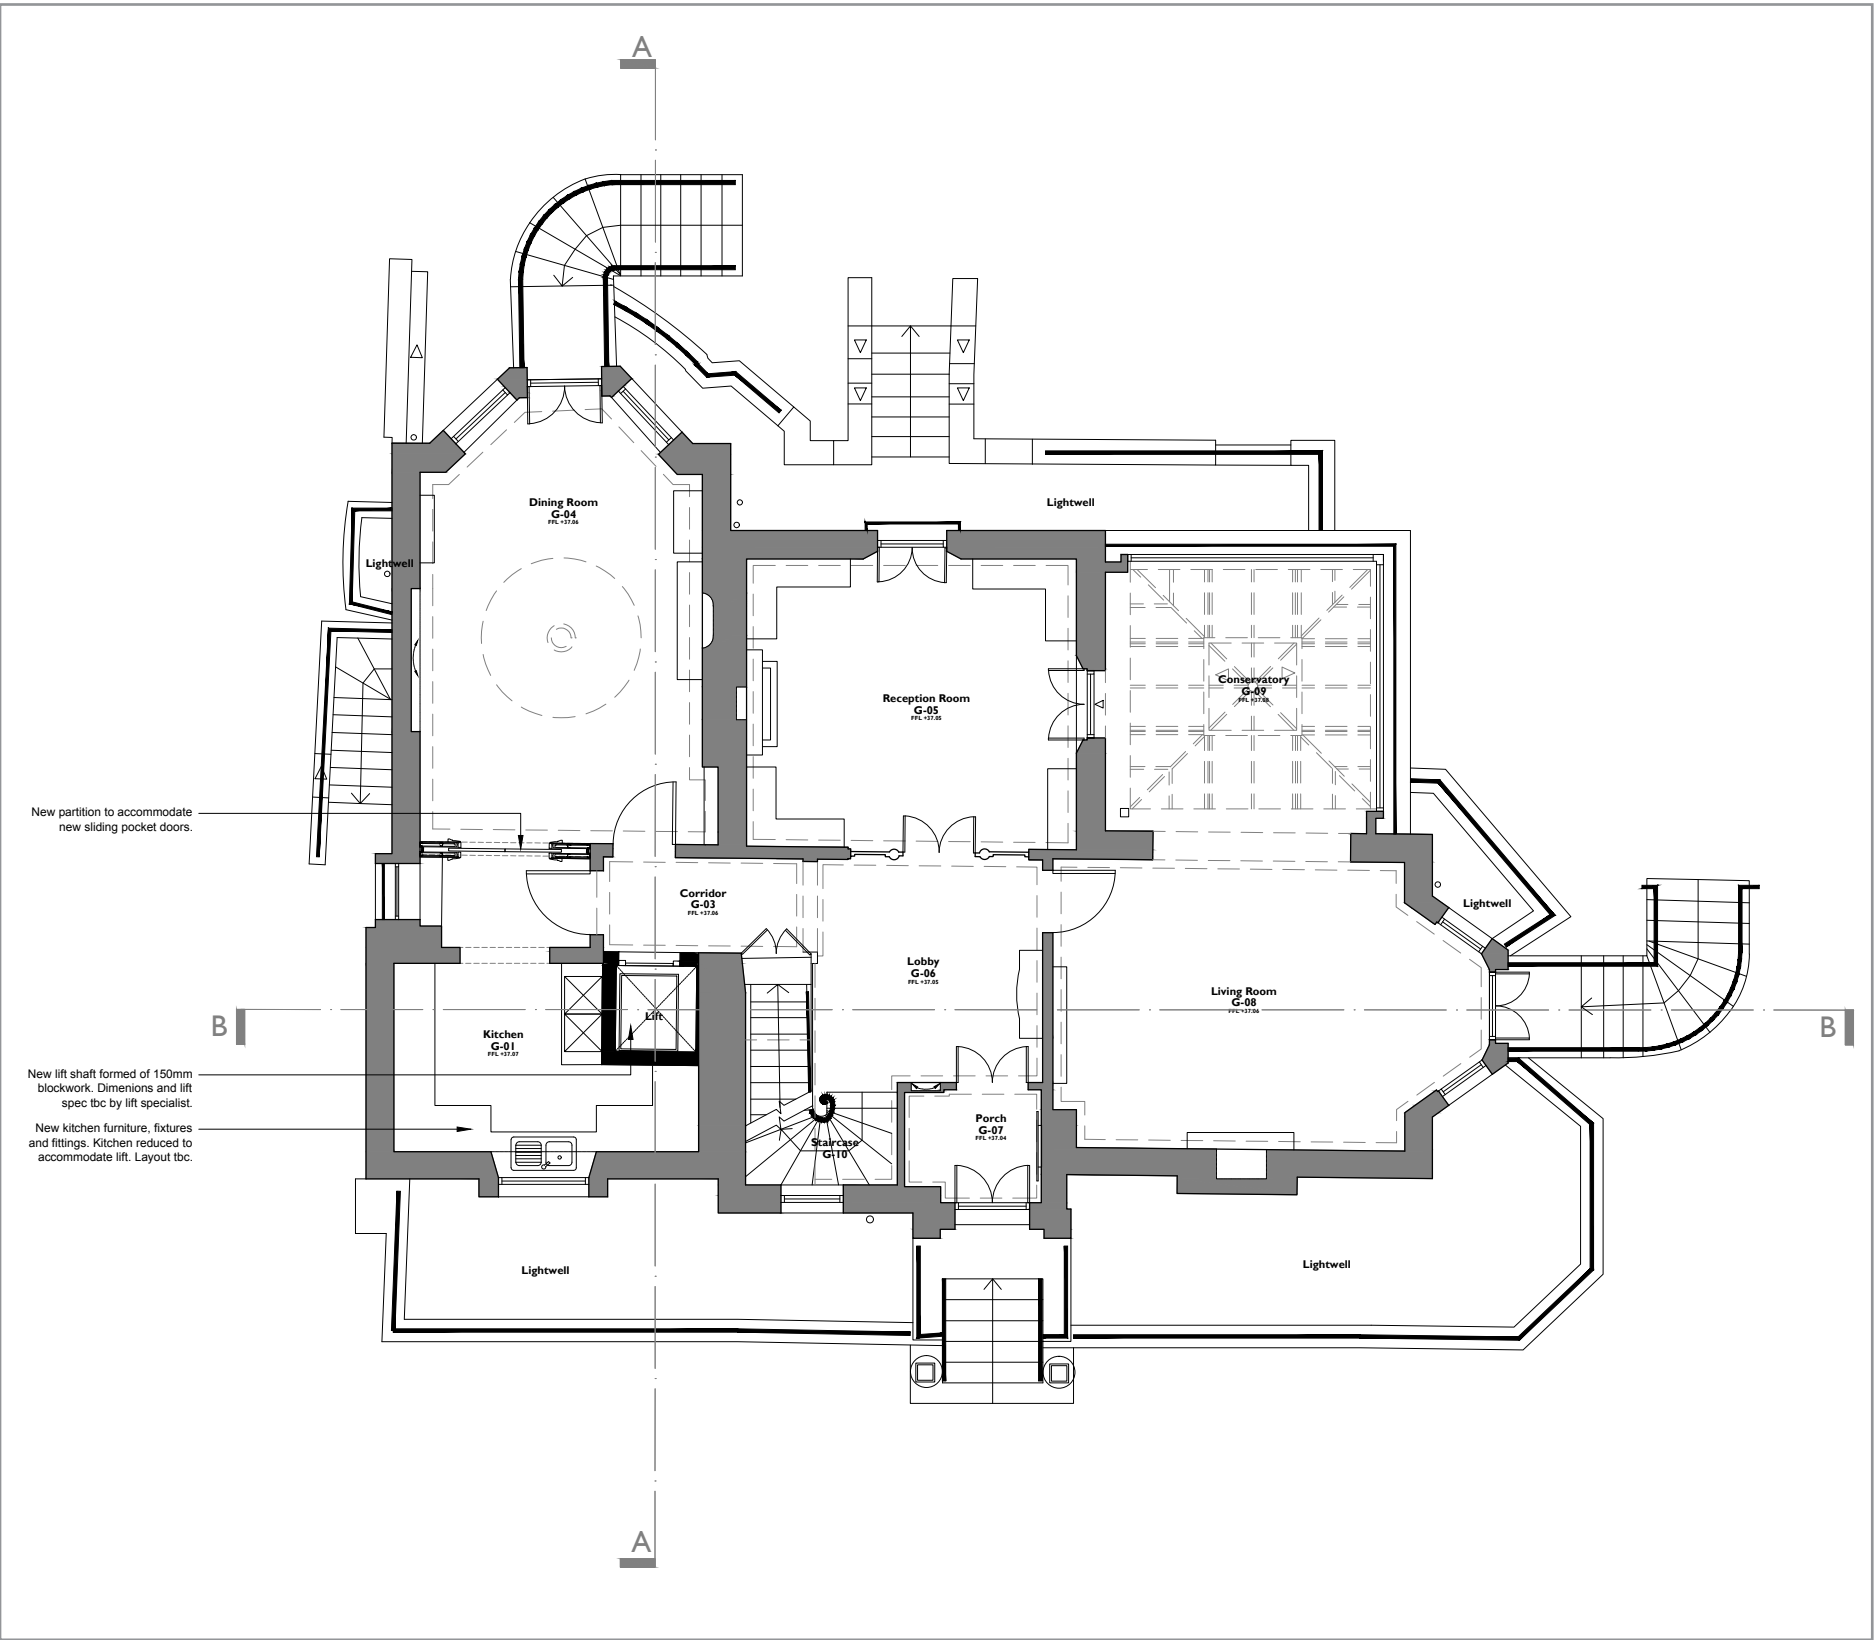 A
Dining Room
G-04
FFL +37.06
Lightwell
Lightwell
Reception Room
G-05
FFL +37.05
Conservatory
G-09
FFL +37.08
New partition to accommodate
new sliding pocket doors.
Corridor
G-03
FFL +37.06
Lightwell
Lobby
G-06
FFL +37.05
Living Room
G-08
FFL +37.06
B
Lift
B
Kitchen
G-01
FFL +37.07
New lift shaft formed of 150mm
blockwork. Dimenions and lift
spec tbc by lift specialist.
New kitchen furniture, fixtures
and fittings. Kitchen reduced to
accommodate lift. Layout tbc.
Porch
G-07
FFL +37.04
Staircase
G-10
Lightwell
Lightwell
A